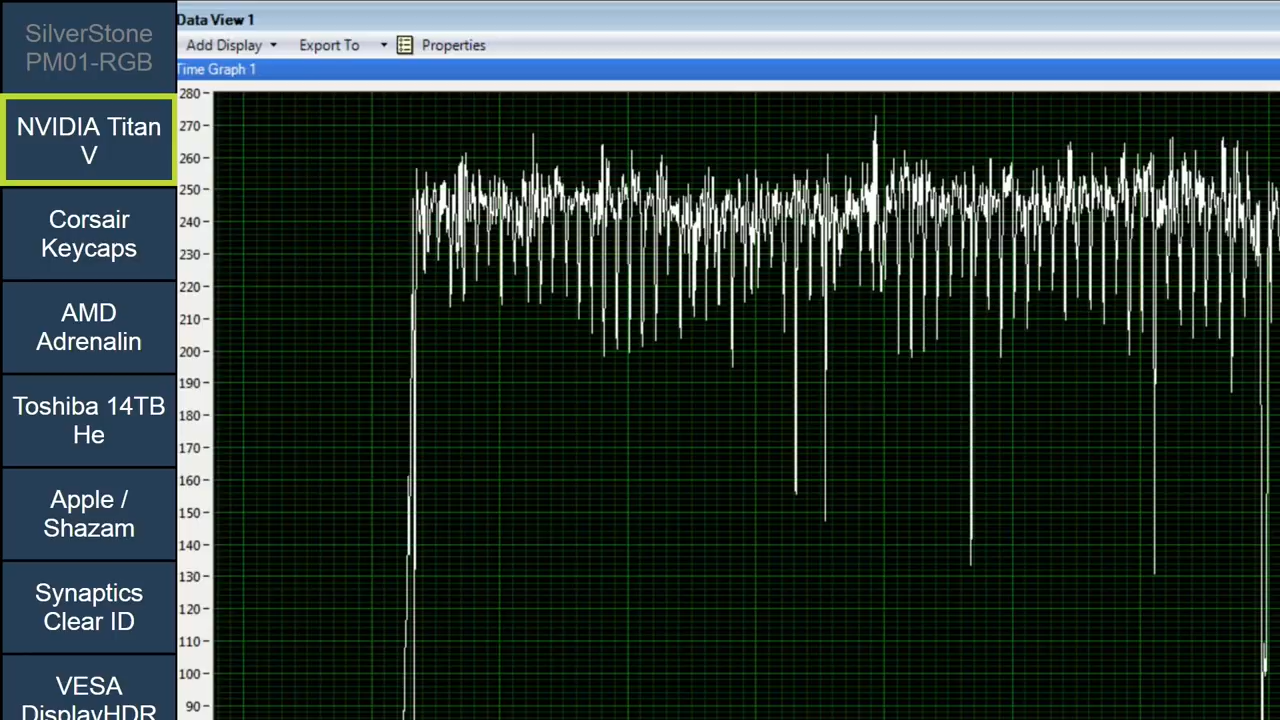 SilverStone
PM01-RGB
NVIDIA Titan
V
Corsair
Keycaps
AMD
Adrenalin
Toshiba 14TB
He
Apple /
Shazam
Synaptics
Clear ID
VESA
DisplayHDR
Data View 1
Add Display
Export To
Properties
Time Graph 1
280
270
260
250
240
230
220
210
200
190
180
170
160
150
140
130
120
110
100
90